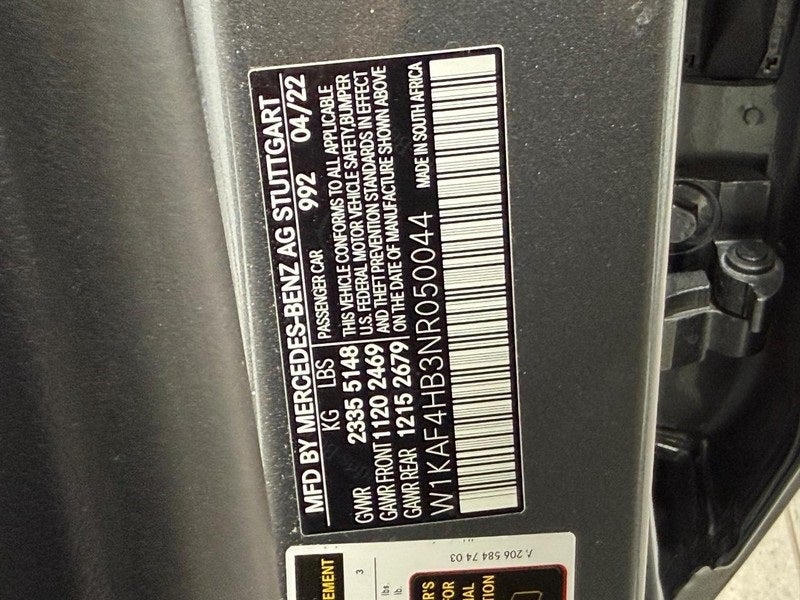 MFD BY MERCEDES-BENZ AG STUTTGART
992 04/22
KG LBS
PASSENGER CAR
GVWR 2335 5148
GAWR FRONT 1120 2469
GAWR REAR 1215 2679
THIS VEHICLE CONFORMS TO ALL APPLICABLE
U.S. FEDERAL MOTOR VEHICLE SAFETY,BUMPER
AND THEFT PREVENTION STANDARDS IN EFFECT
ON THE DATE OF MANUFACTURE SHOWN ABOVE
W1KAF4HB3NR050044
MADE IN SOUTH AFRICA
A 206 584 74 03
3
lbs.
lb.